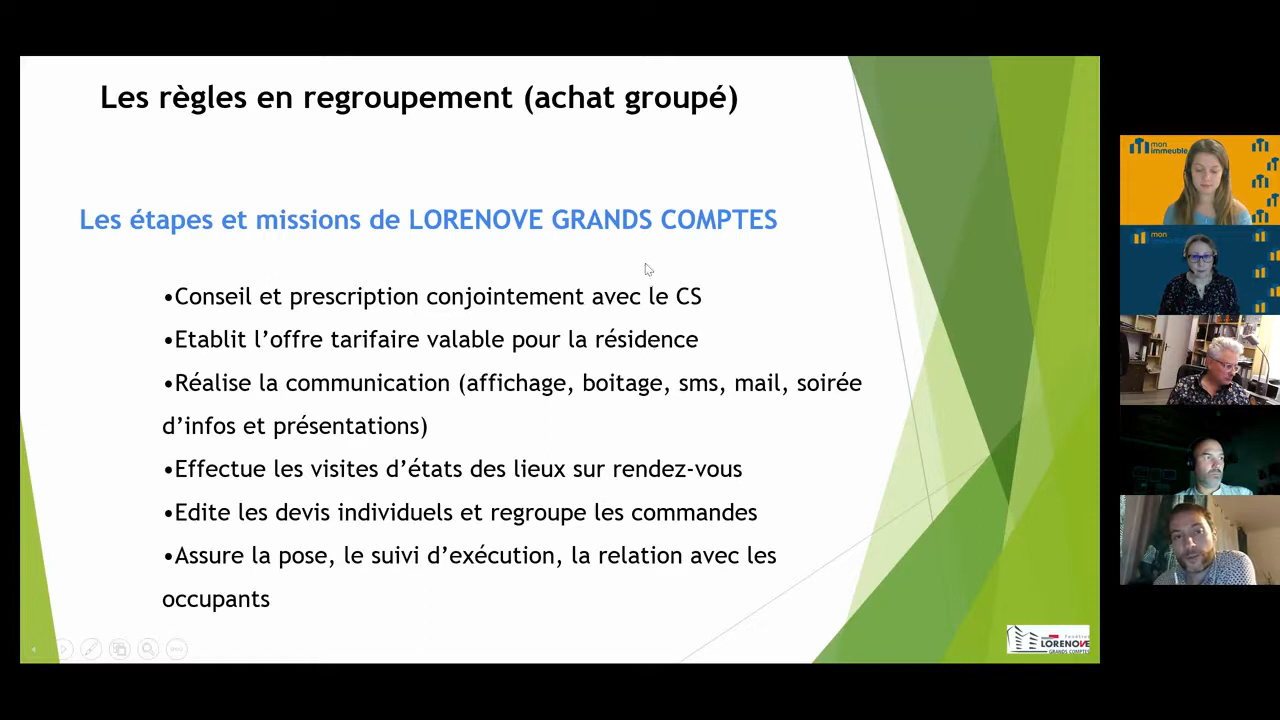 Les règles en regroupement (achat groupé)
Les étapes et missions de LORENOVE GRANDS COMPTES
•Conseil et prescription conjointement avec le CS
•Etablit l’offre tarifaire valable pour la résidence
•Réalise la communication (affichage, boitage, sms, mail, soirée
d’infos et présentations)
•Effectue les visites d’états des lieux sur rendez-vous
•Edite les devis individuels et regroupe les commandes
•Assure la pose, le suivi d’exécution, la relation avec les
occupants
LORENOVE
GRANDS COMPTES
mon
immeuble
mon